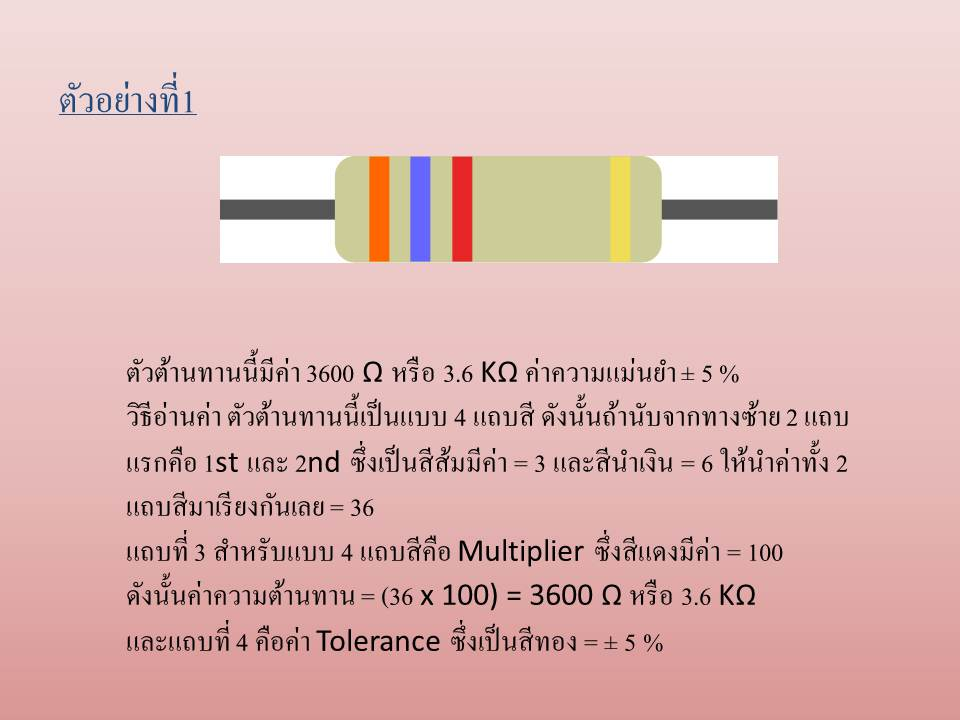 ตัวอย่างที่1
ตัวต้านทานนี้มีค่า 3600 Ω หรือ 3.6 KΩ ค่าความแม่นยำ ± 5 %
วิธีอ่านค่า ตัวต้านทานนี้เป็นแบบ 4 แถบสี ดังนั้นถ้านับจากทางซ้าย 2 แถบ
แรกคือ 1st และ 2nd ซึ่งเป็นสีส้มมีค่า = 3 และสีนำเงิน = 6 ให้นำค่าทั้ง 2
แถบสีมาเรียงกันเลย = 36
แถบที่ 3 สำหรับแบบ 4 แถบสีคือ Multiplier ซึ่งสีแดงมีค่า = 100
ดังนั้นค่าความต้านทาน = (36 x 100) = 3600 Ω หรือ 3.6 KΩ
และแถบที่ 4 คือค่า Tolerance ซึ่งเป็นสีทอง = ± 5 %